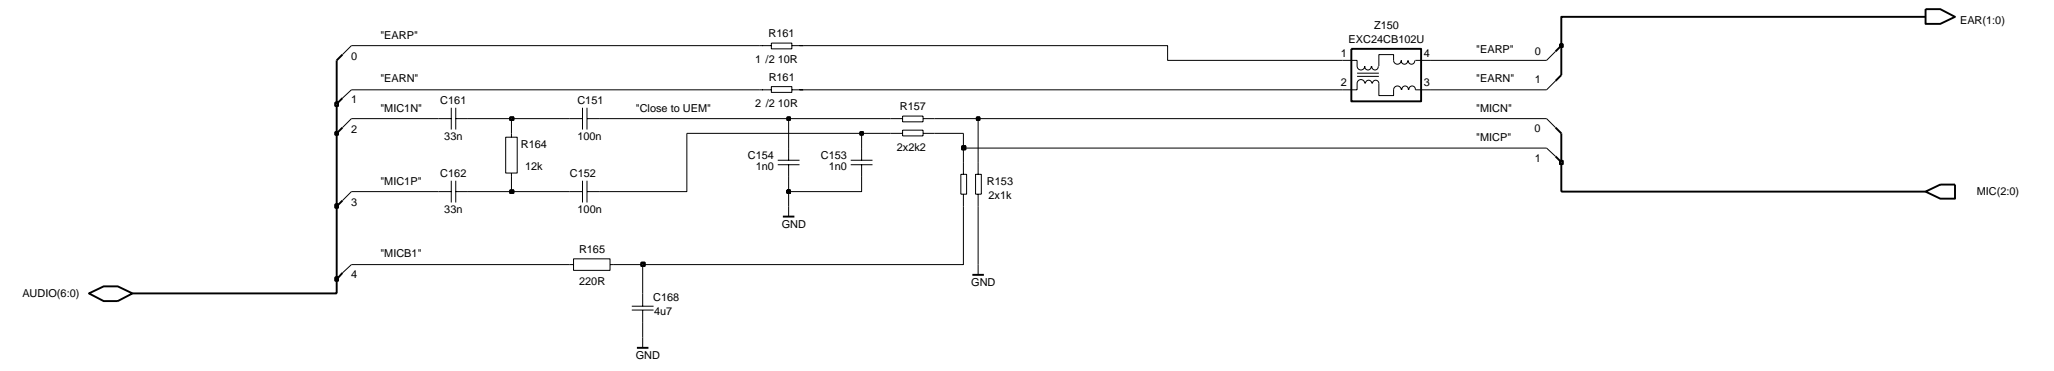 Z150
EXC24CB102U
EAR(1:0)
"EARP"
0
R161
1 /2 10R
1
4
"EARP"
0
"EARN"
1
R161
2 /2 10R
2
3
"EARN"
1
"MIC1N"
2
C161
33n
C151
100n
"Close to UEM"
R157
2x2k2
"MICN"
0
R164
12k
C154
1n0
C153
1n0
"MICP"
1
"MIC1P"
3
C162
33n
C152
100n
R153
2x1k
MIC(2:0)
GND
"MICB1"
4
R165
220R
GND
AUDIO(6:0)
C168
4u7
GND